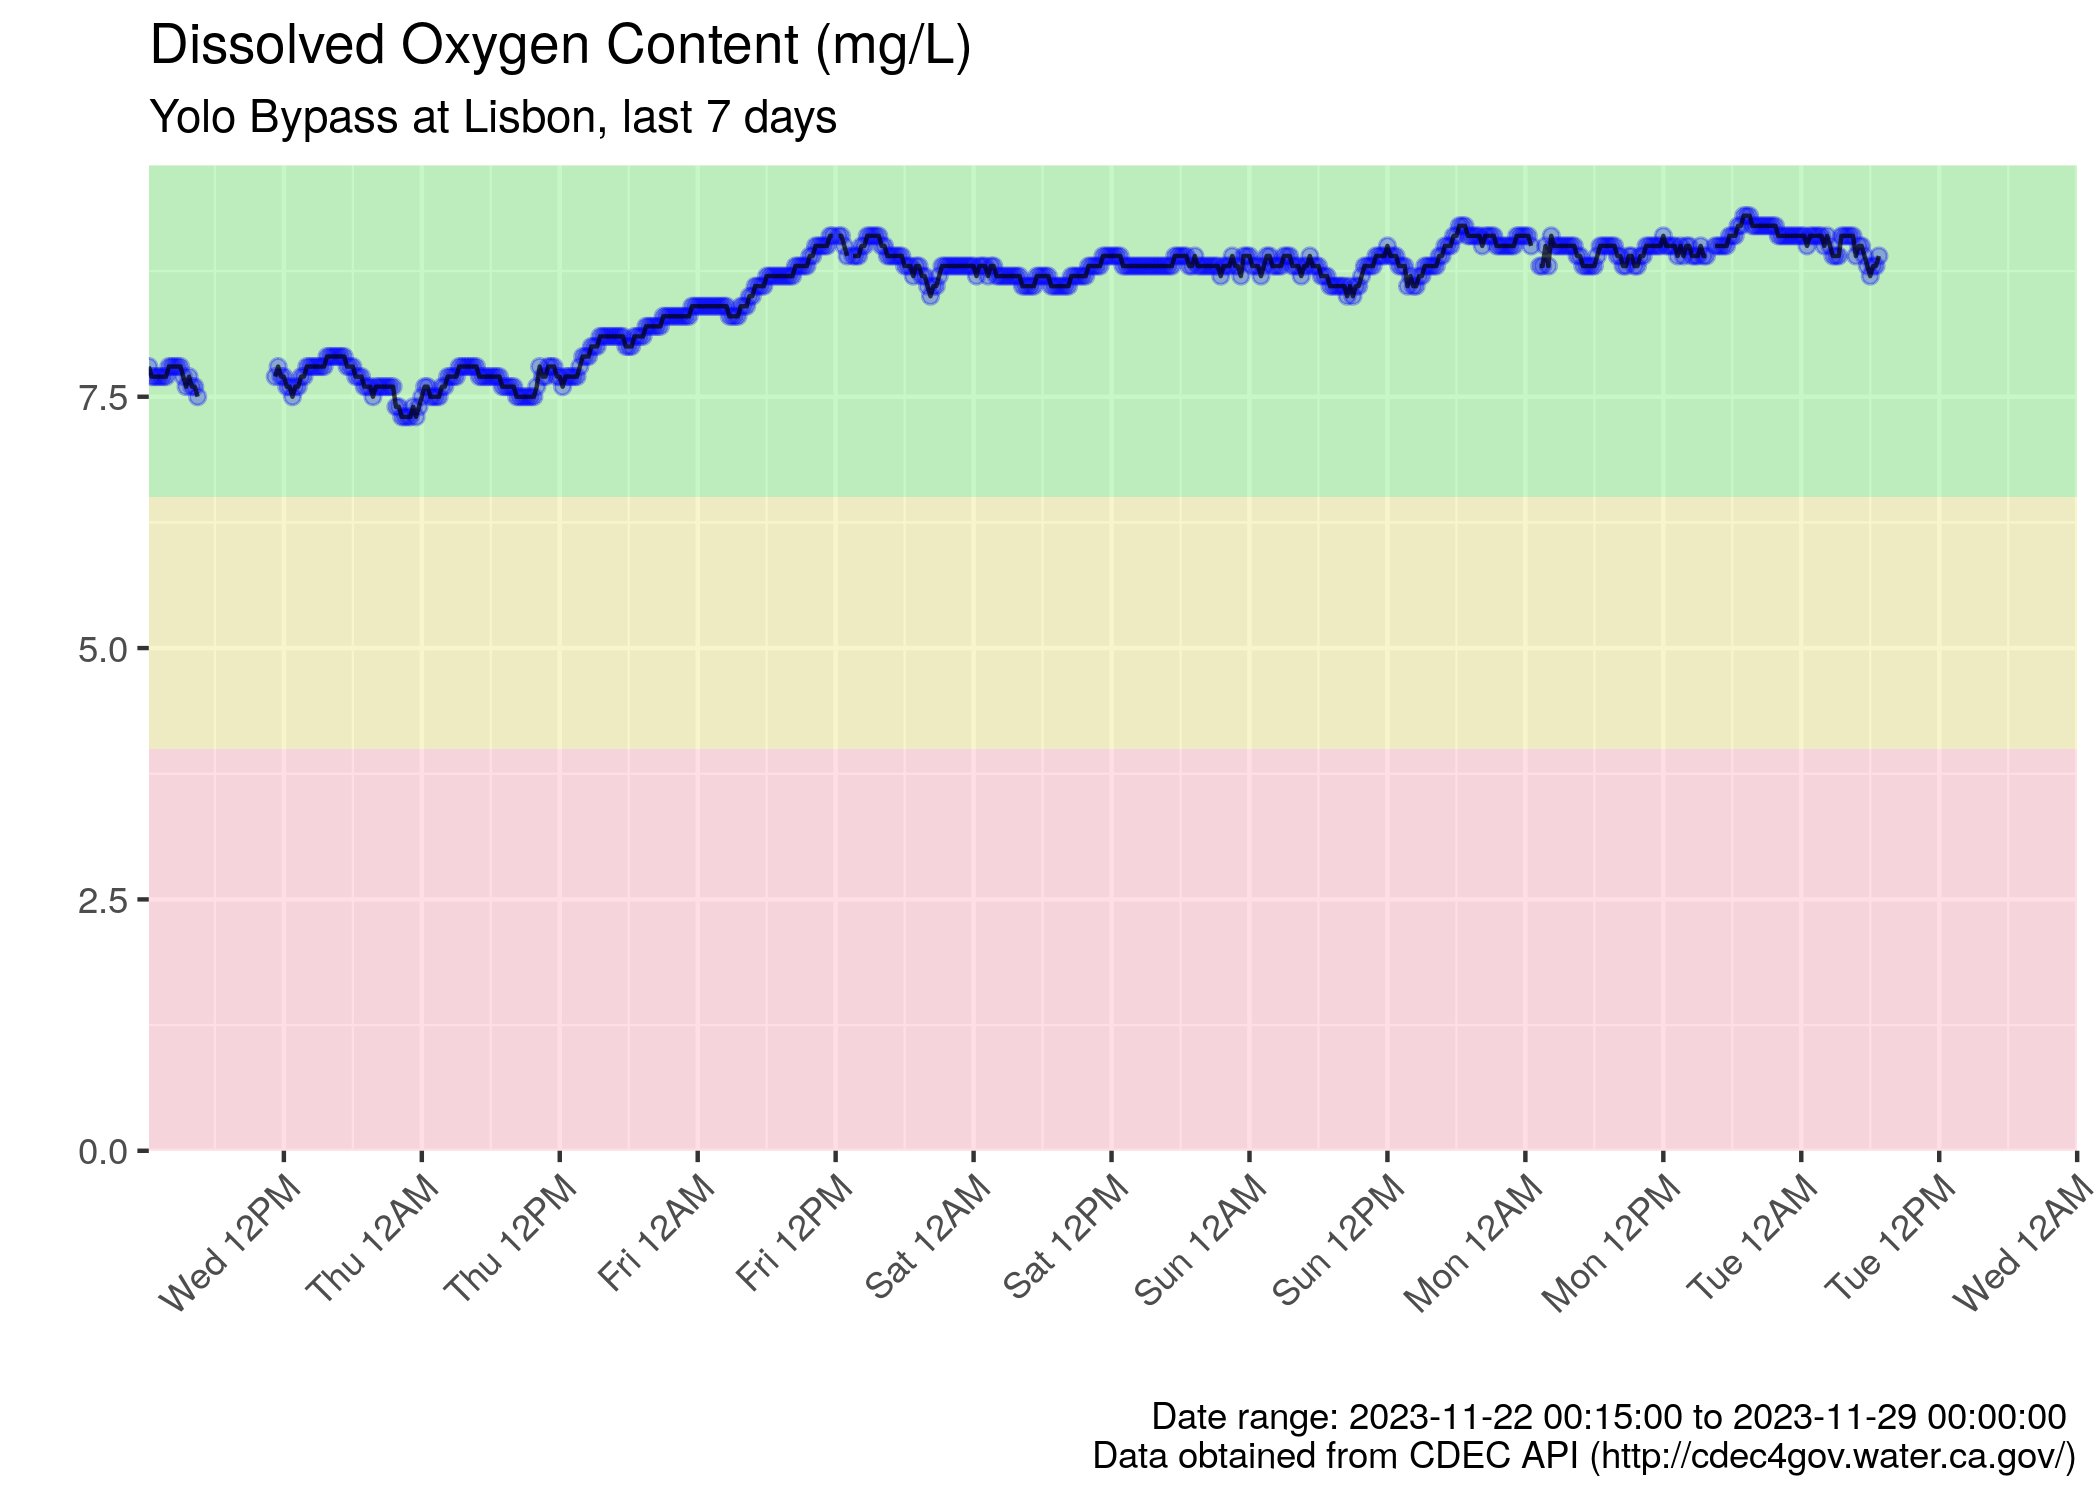 Dissolved Oxygen Content (mg/L)
Yolo Bypass at Lisbon, last 7 days
7.5
5.0
2.5
0.0
Wed 12PM
Thu 12AM
Thu 12PM
Fri 12AM
Fri 12PM
Sat 12AM
Sat 12PM
Sun 12AM
Sun 12PM
Mon 12AM
Mon 12PM
Tue 12AM
Tue 12PM
Wed 12AM
Date range: 2023-11-22 00:15:00 to 2023-11-29 00:00:00
Data obtained from CDEC API (http://cdec4gov.water.ca.gov/)